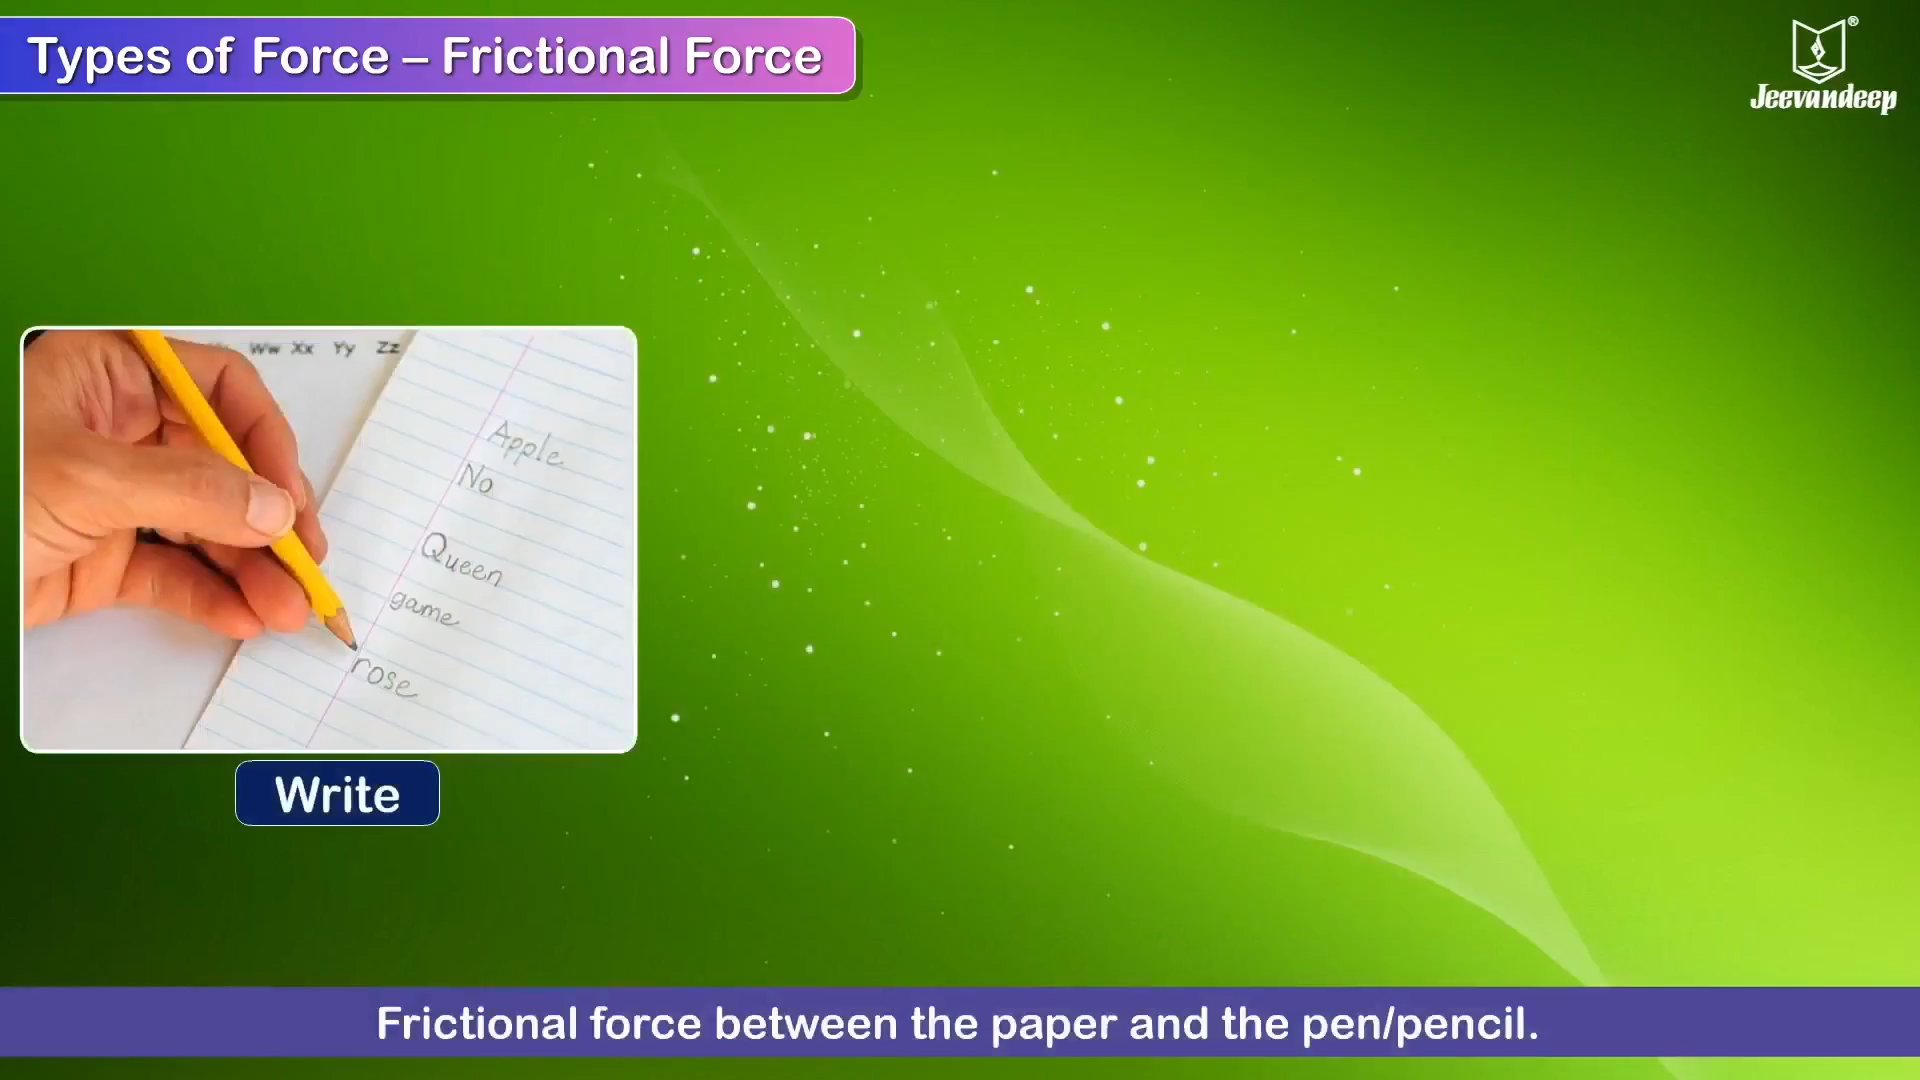 Types of Force – Frictional Force
Jeevandeep®
Ww Xx Yy Zz
Apple
No
Queen
game
rose
Write
Frictional force between the paper and the pen/pencil.